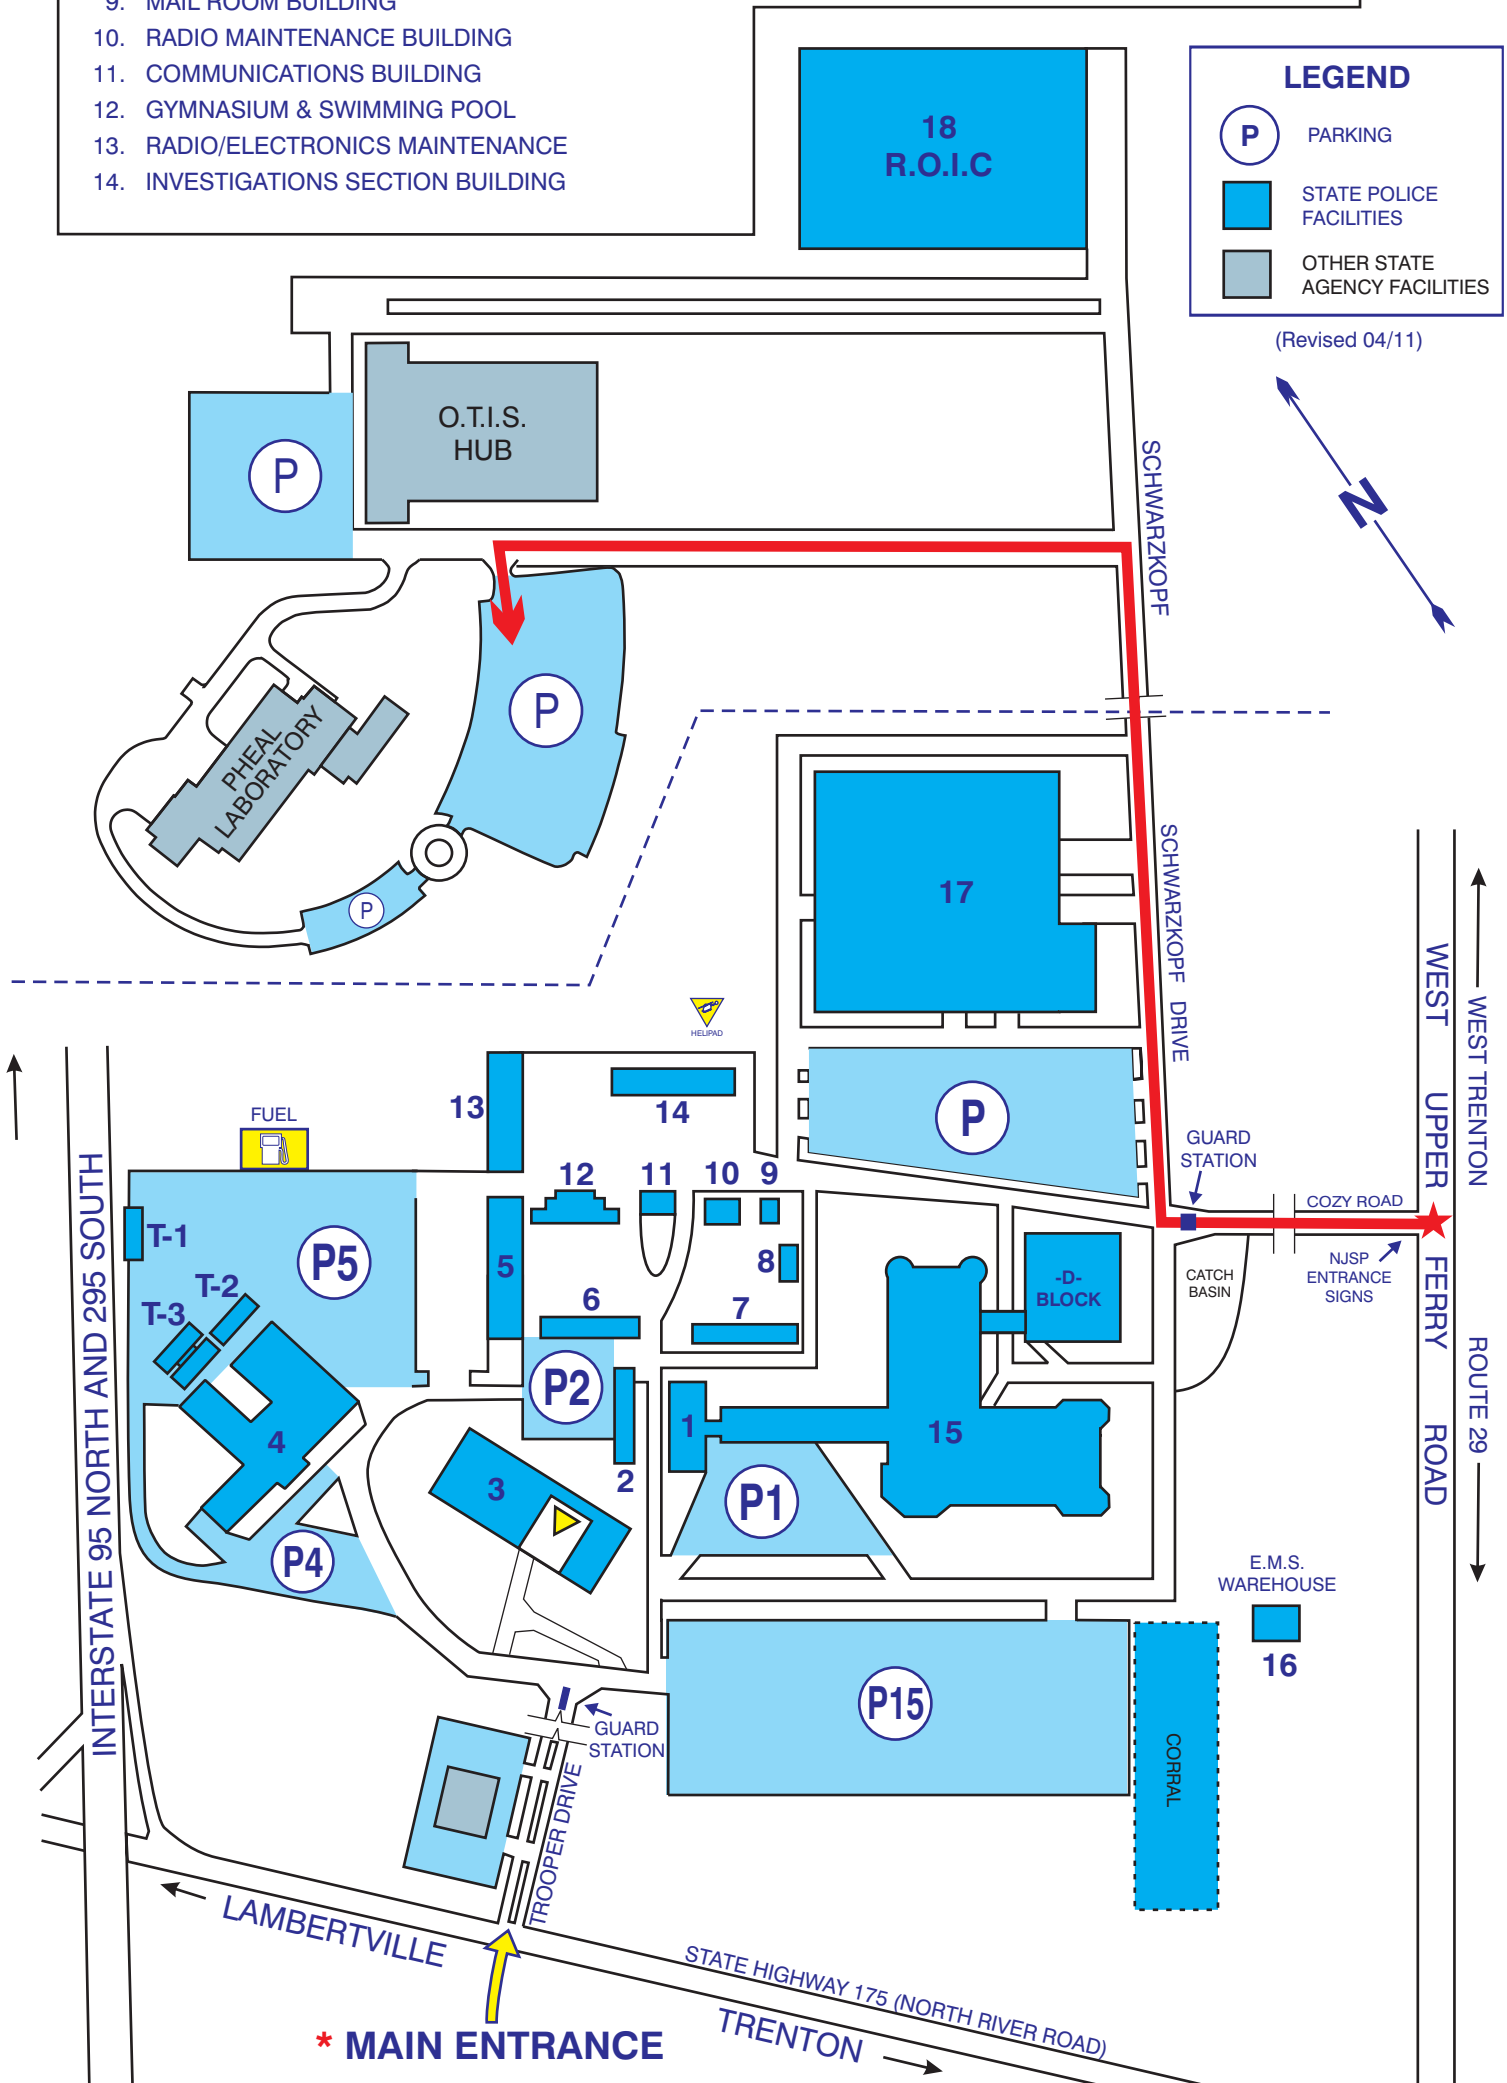 9. MAIL ROOM BUILDING
10. RADIO MAINTENANCE BUILDING
11. COMMUNICATIONS BUILDING
12. GYMNASIUM & SWIMMING POOL
13. RADIO/ELECTRONICS MAINTENANCE
14. INVESTIGATIONS SECTION BUILDING
18
R.O.I.C
LEGEND
P PARKING
STATE POLICE
FACILITIES
OTHER STATE
AGENCY FACILITIES
(Revised 04/11)
N
O.T.I.S.
HUB
P
SCHWARZKOPF
P
PHEAL
LABORATORY
P
17
SCHWARZKOPF DRIVE
HELIPAD
WEST UPPER FERRY ROAD
WEST TRENTON
ROUTE 29
INTERSTATE 95 NORTH AND 295 SOUTH
FUEL
13
14
P
GUARD
STATION
COZY ROAD
NJSP
ENTRANCE
SIGNS
CATCH
BASIN
12
11
10
9
T-1
P5
5
8
-D-
BLOCK
T-2
T-3
6
7
P2
4
1
15
3
2
P1
P4
E.M.S.
WAREHOUSE
16
P15
CORRAL
GUARD
STATION
TROOPER DRIVE
LAMBERTVILLE
STATE HIGHWAY 175 (NORTH RIVER ROAD)
TRENTON
* MAIN ENTRANCE